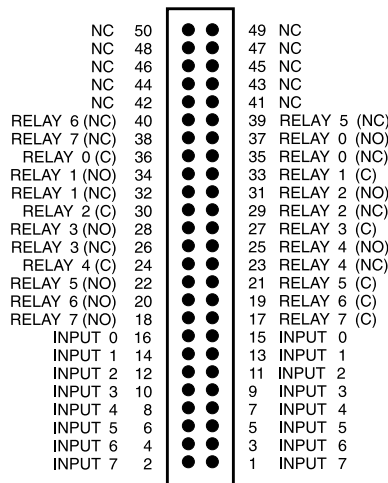 NC 50 49 NC
NC 48 47 NC
NC 46 45 NC
NC 44 43 NC
NC 42 41 NC
RELAY 6 (NC) 40 39 RELAY 5 (NC)
RELAY 7 (NC) 38 37 RELAY 0 (NO)
RELAY 0 (C) 36 35 RELAY 0 (NC)
RELAY 1 (NO) 34 33 RELAY 1 (C)
RELAY 1 (NC) 32 31 RELAY 2 (NO)
RELAY 2 (C) 30 29 RELAY 2 (NC)
RELAY 3 (NO) 28 27 RELAY 3 (C)
RELAY 3 (NC) 26 25 RELAY 4 (NO)
RELAY 4 (C) 24 23 RELAY 4 (NC)
RELAY 5 (NO) 22 21 RELAY 5 (C)
RELAY 6 (NO) 20 19 RELAY 6 (C)
RELAY 7 (NO) 18 17 RELAY 7 (C)
INPUT 0 16 15 INPUT 0
INPUT 1 14 13 INPUT 1
INPUT 2 12 11 INPUT 2
INPUT 3 10 9 INPUT 3
INPUT 4 8 7 INPUT 4
INPUT 5 6 5 INPUT 5
INPUT 6 4 3 INPUT 6
INPUT 7 2 1 INPUT 7